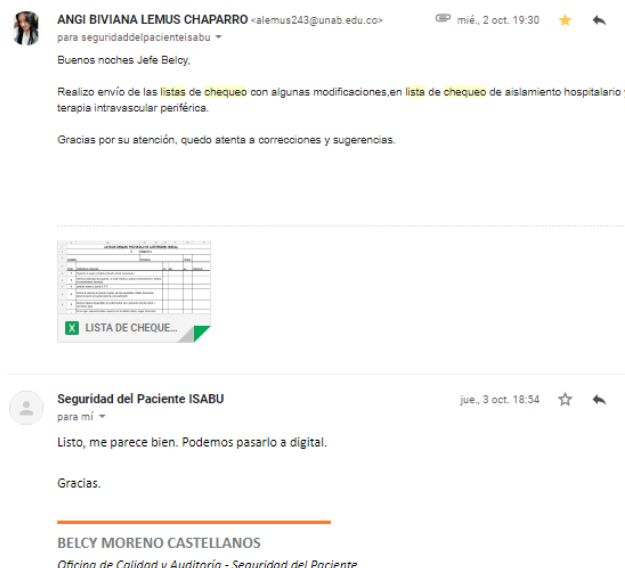 ANGI BIVIANA LEMUS CHAPARRO <alemus243@unab.edu.co> mié., 2 oct. 19:30
para seguridaddelpacienteisabu
Buenos noches Jefe Belcy,
Realizo envío de las listas de chequeo con algunas modificaciones,en lista de chequeo de aislamiento hospitalario y
terapia intravascular periférica.
Gracias por su atención, quedo atenta a correcciones y sugerencias.
X LISTA DE CHEQUE...
Seguridad del Paciente ISABU jue., 3 oct. 18:54
para mí
Listo, me parece bien. Podemos pasarlo a digital.
Gracias.
BELCY MORENO CASTELLANOS
Oficina de Calidad y Auditoría - Seguridad del Paciente